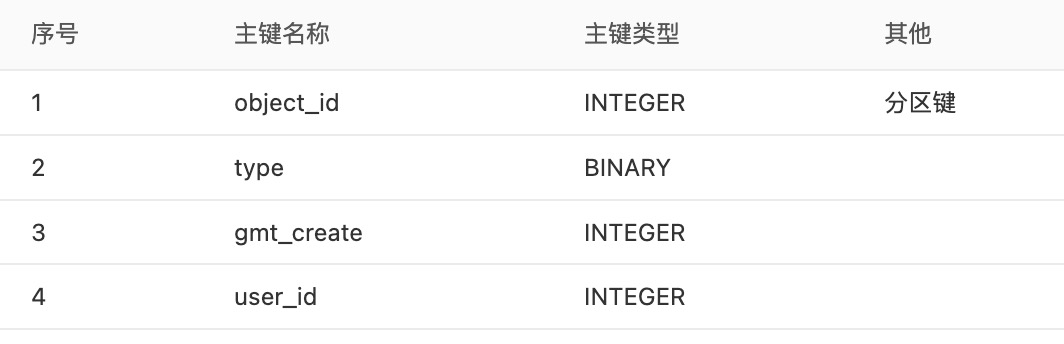 序号 主键名称 主键类型 其他
1 object_id INTEGER 分区键
2 type BINARY
3 gmt_create INTEGER
4 user_id INTEGER